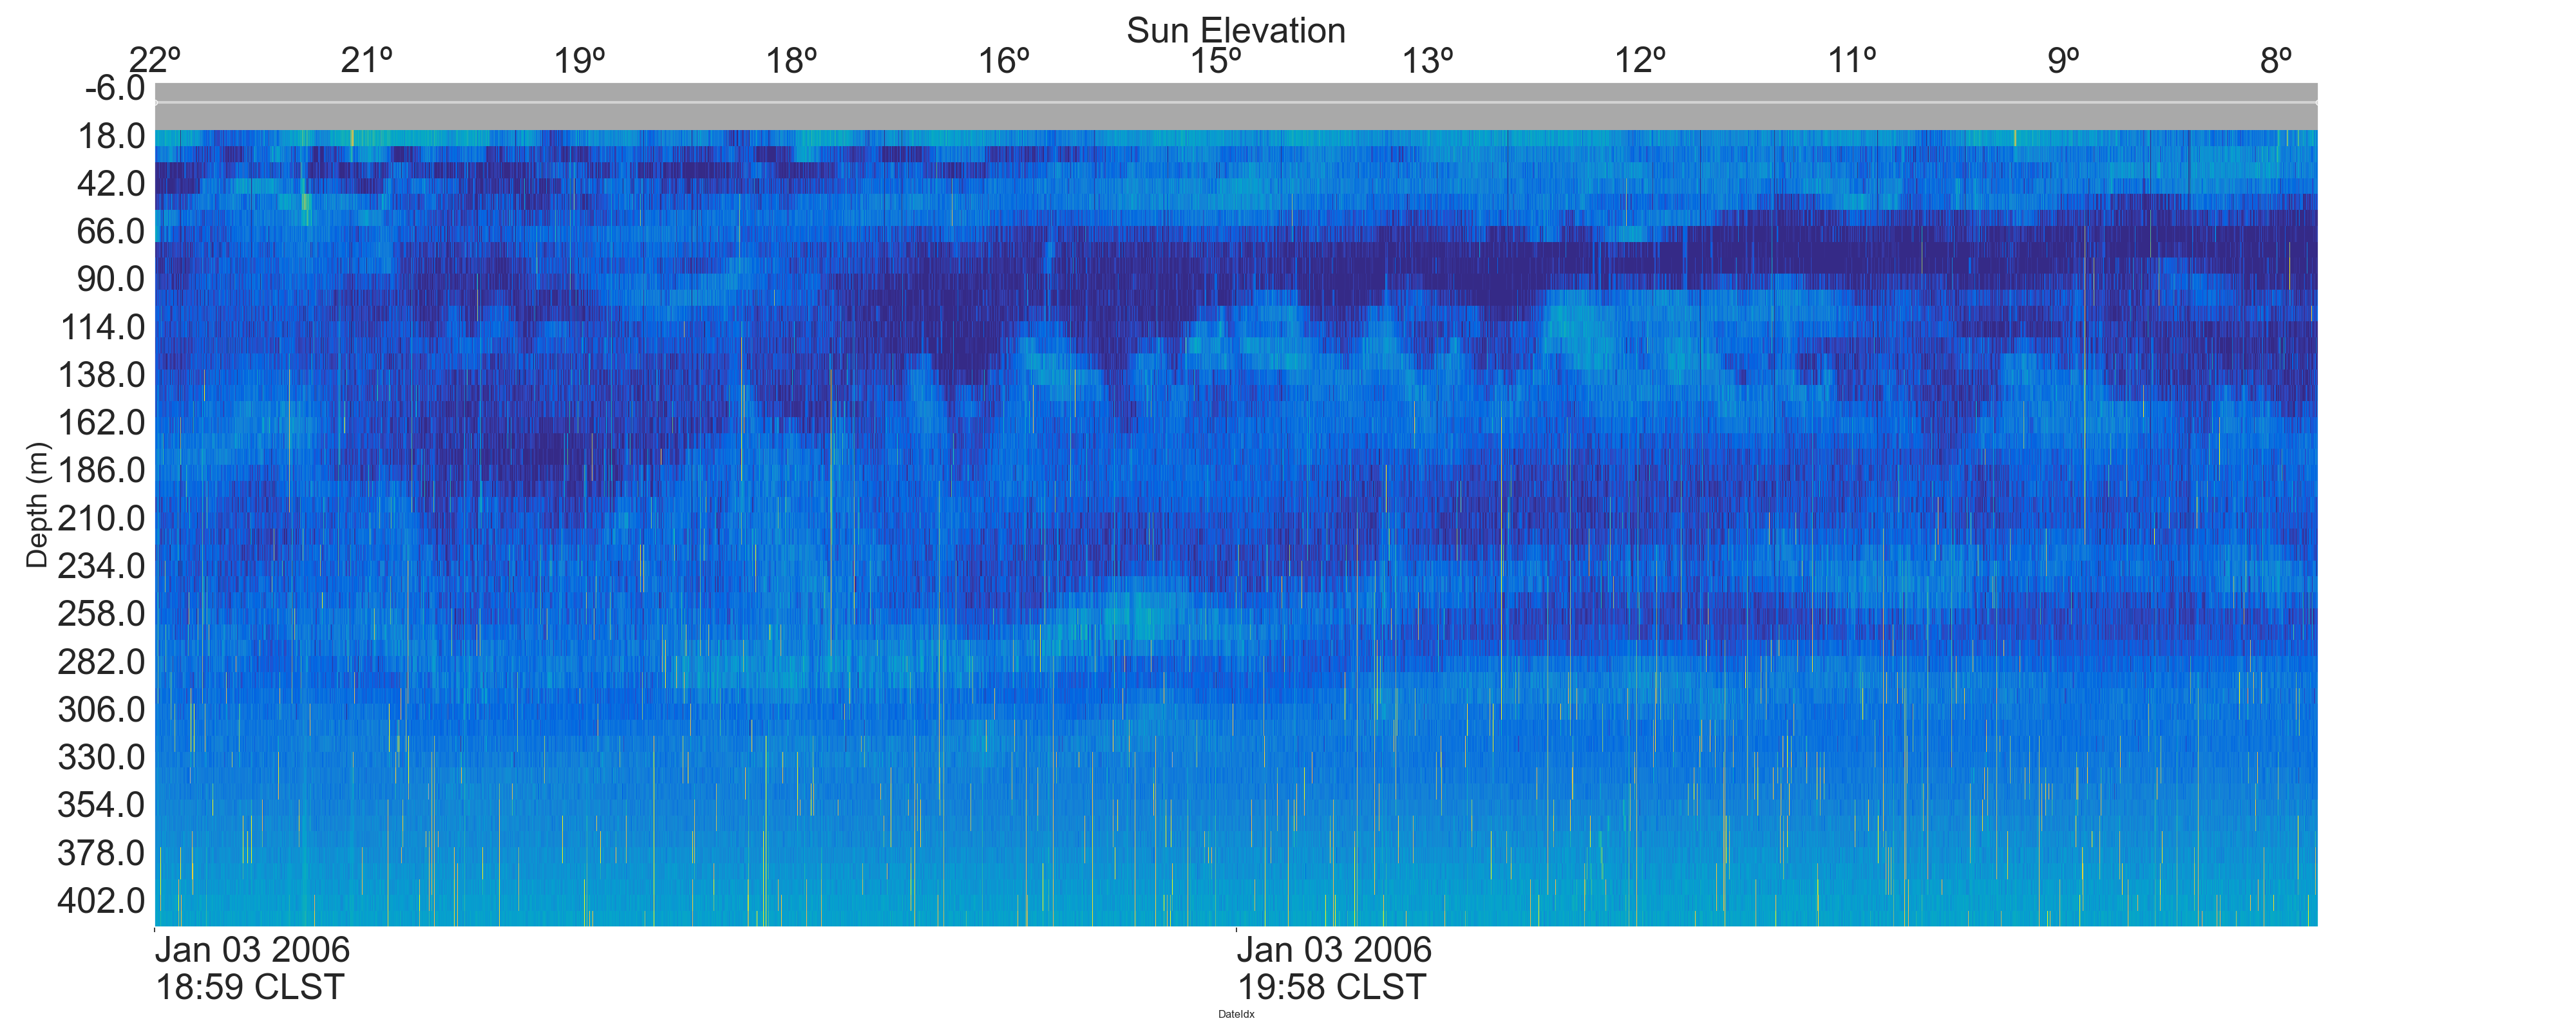 Sun Elevation
22º 21º 19º 18º 16º 15º 13º 12º 11º 9º 8º
-6.0
18.0
42.0
66.0
90.0
114.0
138.0
162.0
186.0
210.0
234.0
258.0
282.0
306.0
330.0
354.0
378.0
402.0
Depth (m)
Jan 03 2006
18:59 CLST
Jan 03 2006
19:58 CLST
DateIdx